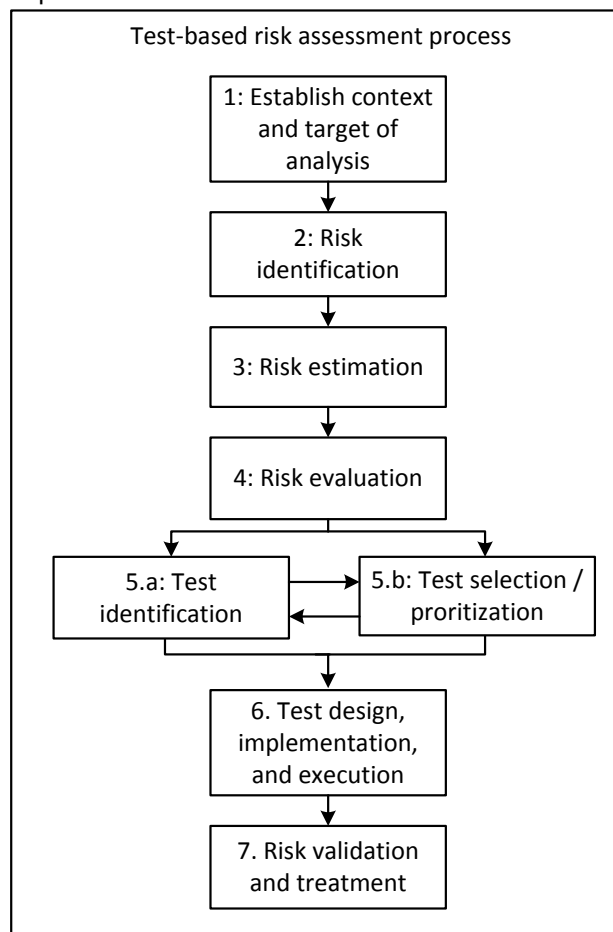 Test-based risk assessment process
1: Establish context
and target of
analysis
2: Risk
identification
3: Risk estimation
4: Risk evaluation
5.a: Test
identification
5.b: Test selection /
proritization
6. Test design,
implementation,
and execution
7. Risk validation
and treatment